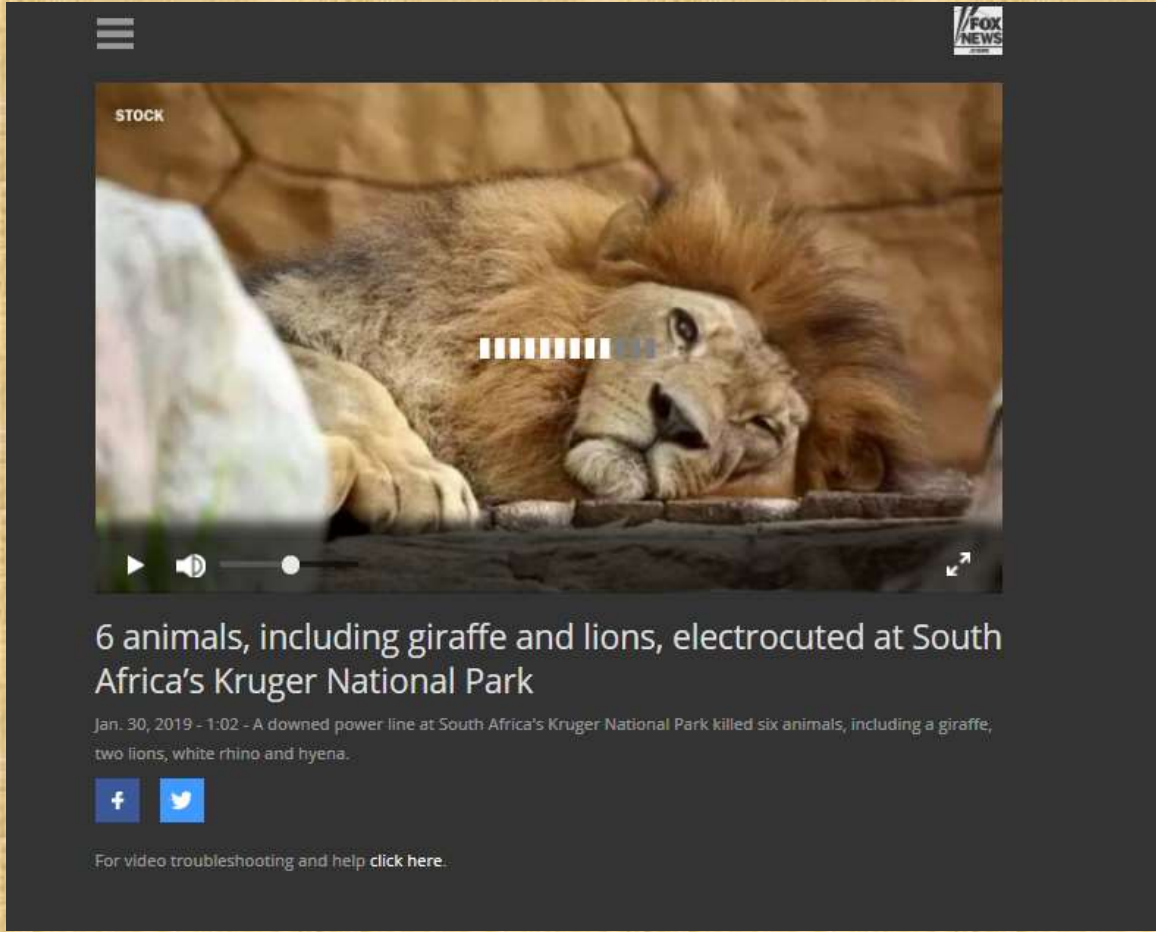 FOX
NEWS
STOCK
6 animals, including giraffe and lions, electrocuted at South
Africa’s Kruger National Park
Jan. 30, 2019 - 1:02 - A downed power line at South Africa's Kruger National Park killed six animals, including a giraffe,
two lions, white rhino and hyena.
For video troubleshooting and help click here.